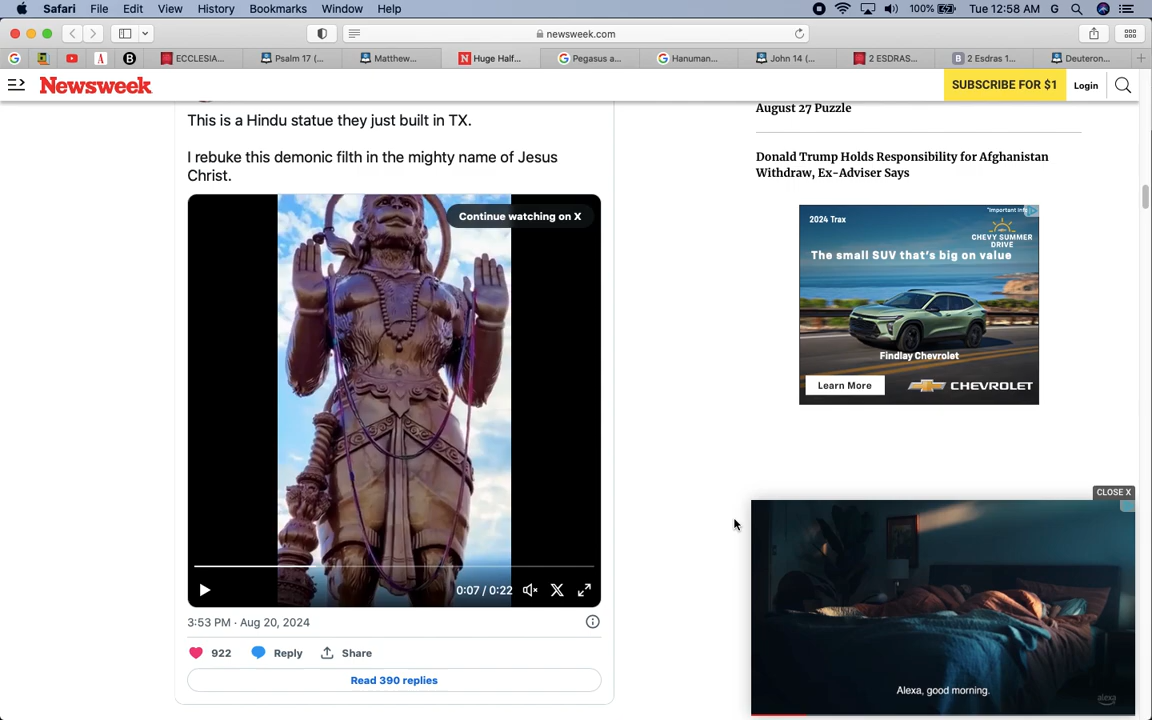 Safari File Edit View History Bookmarks Window Help 100% Tue 12:58 AM G
newsweek.com
ECCLESIA... Psalm 17 (... Matthew... Huge Half... Pegasus a... Hanuman... John 14 (... 2 ESDRAS... 2 Esdras 1... Deuteron...
Newsweek SUBSCRIBE FOR $1 Login
This is a Hindu statue they just built in TX.
I rebuke this demonic filth in the mighty name of Jesus
Christ.
Continue watching on X
0:07 / 0:22
3:53 PM · Aug 20, 2024
922 Reply Share
Read 390 replies
August 27 Puzzle
Donald Trump Holds Responsibility for Afghanistan
Withdraw, Ex-Adviser Says
2024 Trax
CHEVY SUMMER
DRIVE
The small SUV that's big on value
Findlay Chevrolet
Learn More CHEVROLET
CLOSE X
Alexa, good morning.
alexa